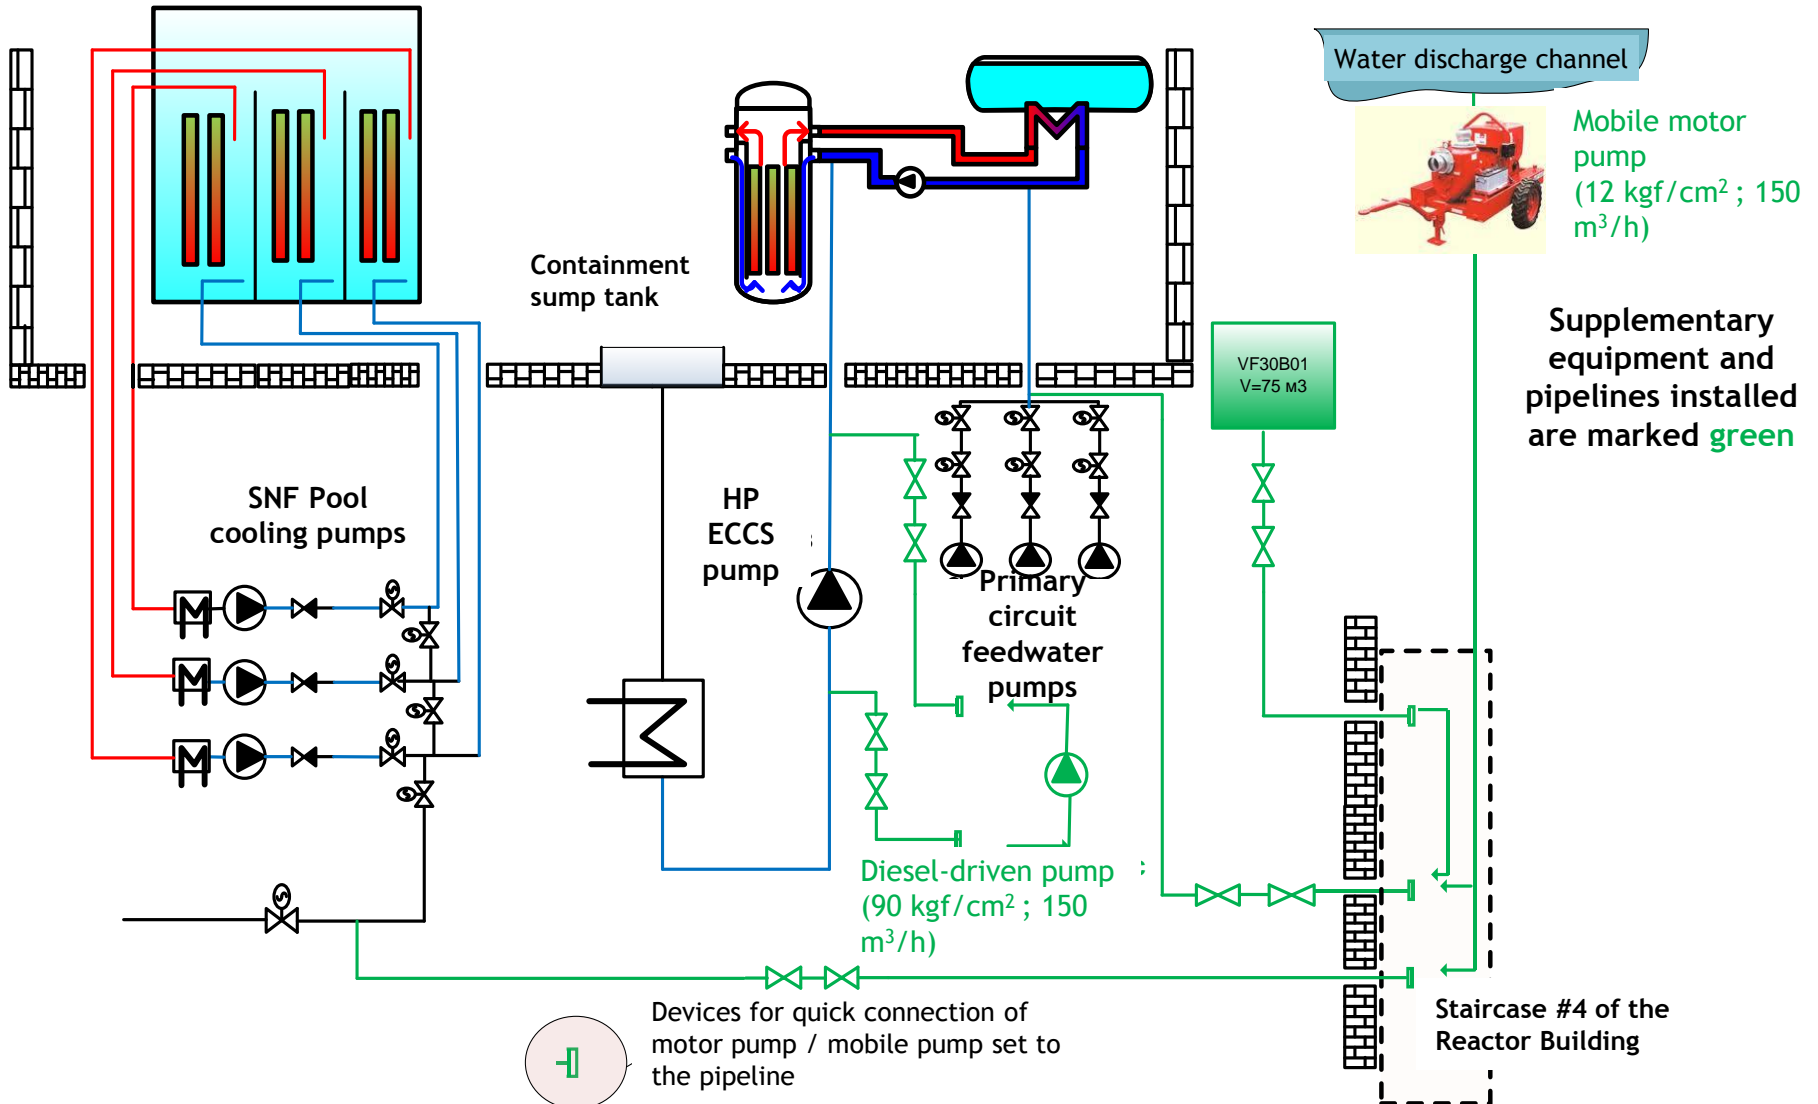 Water discharge channel
Mobile motor
pump
(12 kgf/cm² ; 150
m³/h)
Containment
sump tank
Supplementary
equipment and
pipelines installed
are marked green
VF30B01
V=75 м3
SNF Pool
cooling pumps
HP
ECCS
pump
Primary
circuit
feedwater
pumps
Diesel-driven pump
(90 kgf/cm² ; 150
m³/h)
Devices for quick connection of
motor pump / mobile pump set to
the pipeline
Staircase #4 of the
Reactor Building